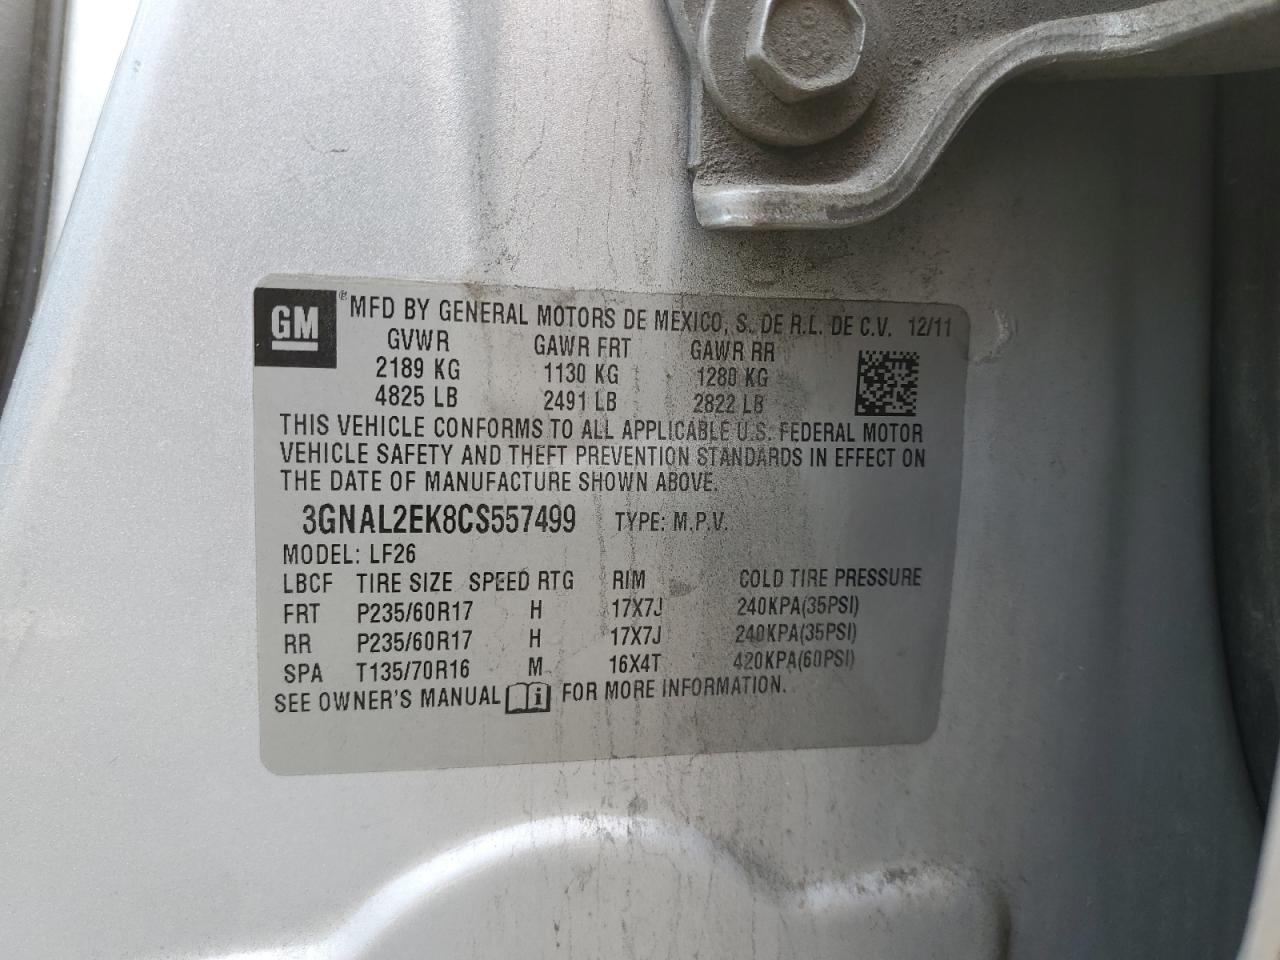 GM ® MFD BY GENERAL MOTORS DE MEXICO, S. DE R.L. DE C.V. 12/11
GVWR GAWR FRT GAWR RR
2189 KG 1130 KG 1280 KG
4825 LB 2491 LB 2822 LB
THIS VEHICLE CONFORMS TO ALL APPLICABLE U.S. FEDERAL MOTOR
VEHICLE SAFETY AND THEFT PREVENTION STANDARDS IN EFFECT ON
THE DATE OF MANUFACTURE SHOWN ABOVE.
3GNAL2EK8CS557499 TYPE: M.P.V.
MODEL: LF26
LBCF TIRE SIZE SPEED RTG RIM COLD TIRE PRESSURE
FRT P235/60R17 H 17X7J 240KPA(35PSI)
RR P235/60R17 H 17X7J 240KPA(35PSI)
SPA T135/70R16 M 16X4T 420KPA(60PSI)
SEE OWNER'S MANUAL i FOR MORE INFORMATION.